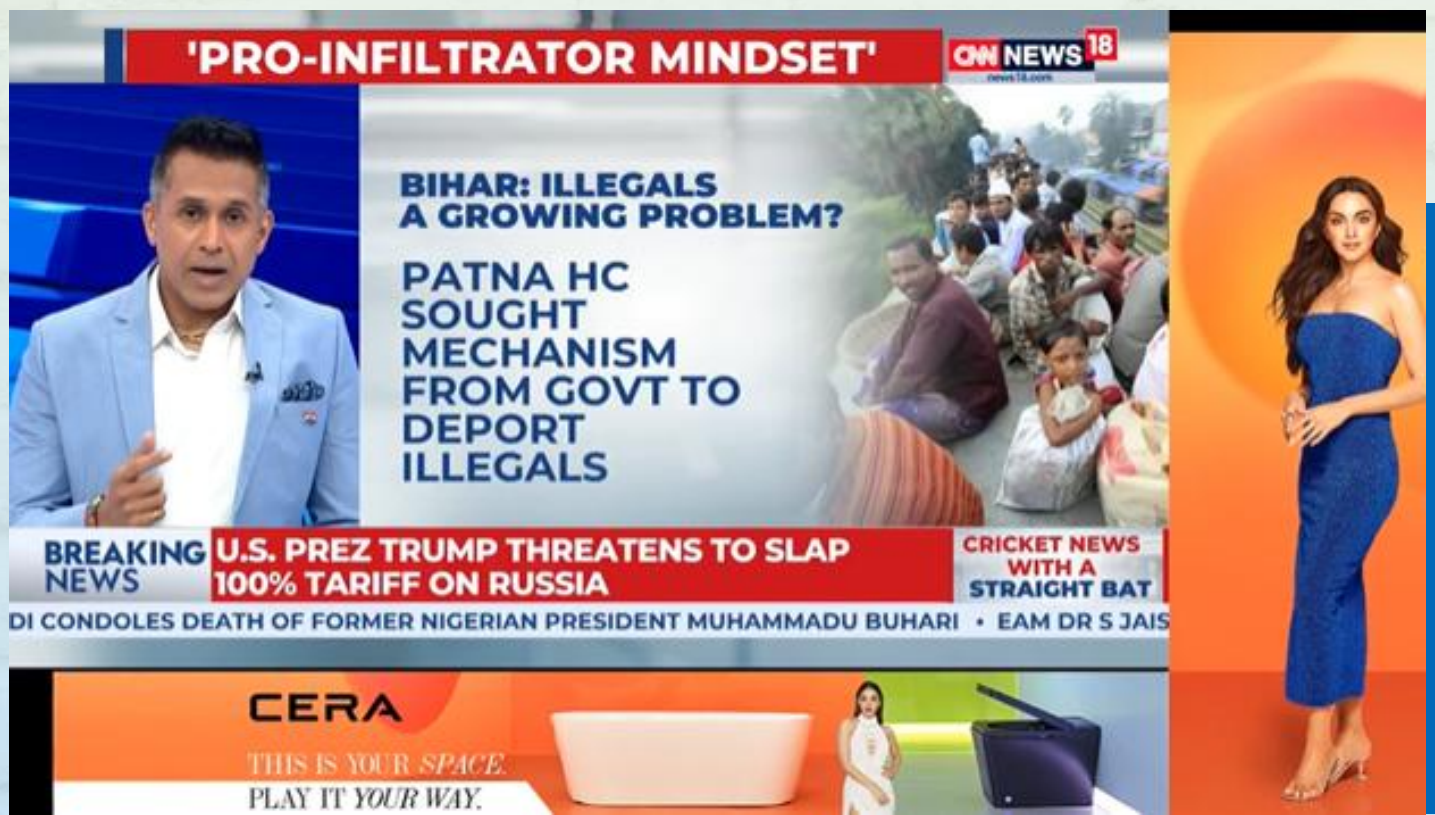 'PRO-INFILTRATOR MINDSET'
CNN NEWS 18
news18.com
BIHAR: ILLEGALS
A GROWING PROBLEM?
PATNA HC
SOUGHT
MECHANISM
FROM GOVT TO
DEPORT
ILLEGALS
BREAKING
NEWS
U.S. PREZ TRUMP THREATENS TO SLAP
100% TARIFF ON RUSSIA
CRICKET NEWS
WITH A
STRAIGHT BAT
DI CONDOLES DEATH OF FORMER NIGERIAN PRESIDENT MUHAMMADU BUHARI • EAM DR S JAIS
CERA
THIS IS YOUR SPACE.
PLAY IT YOUR WAY.